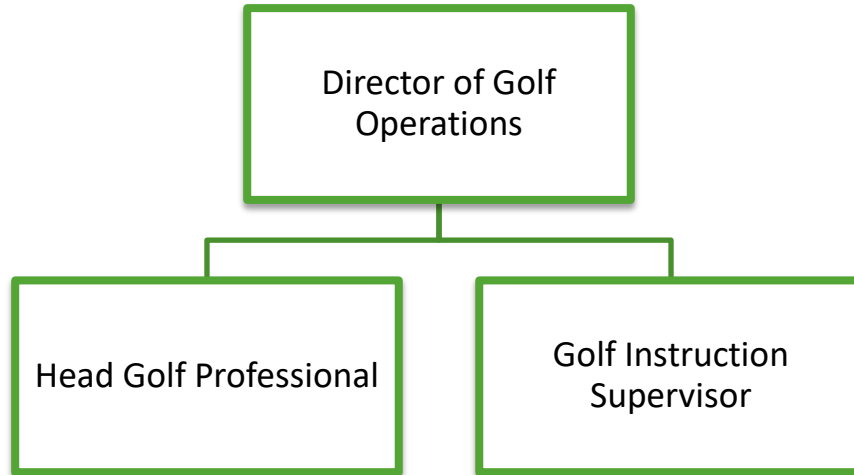 Director of Golf
Operations
Head Golf Professional
Golf Instruction
Supervisor